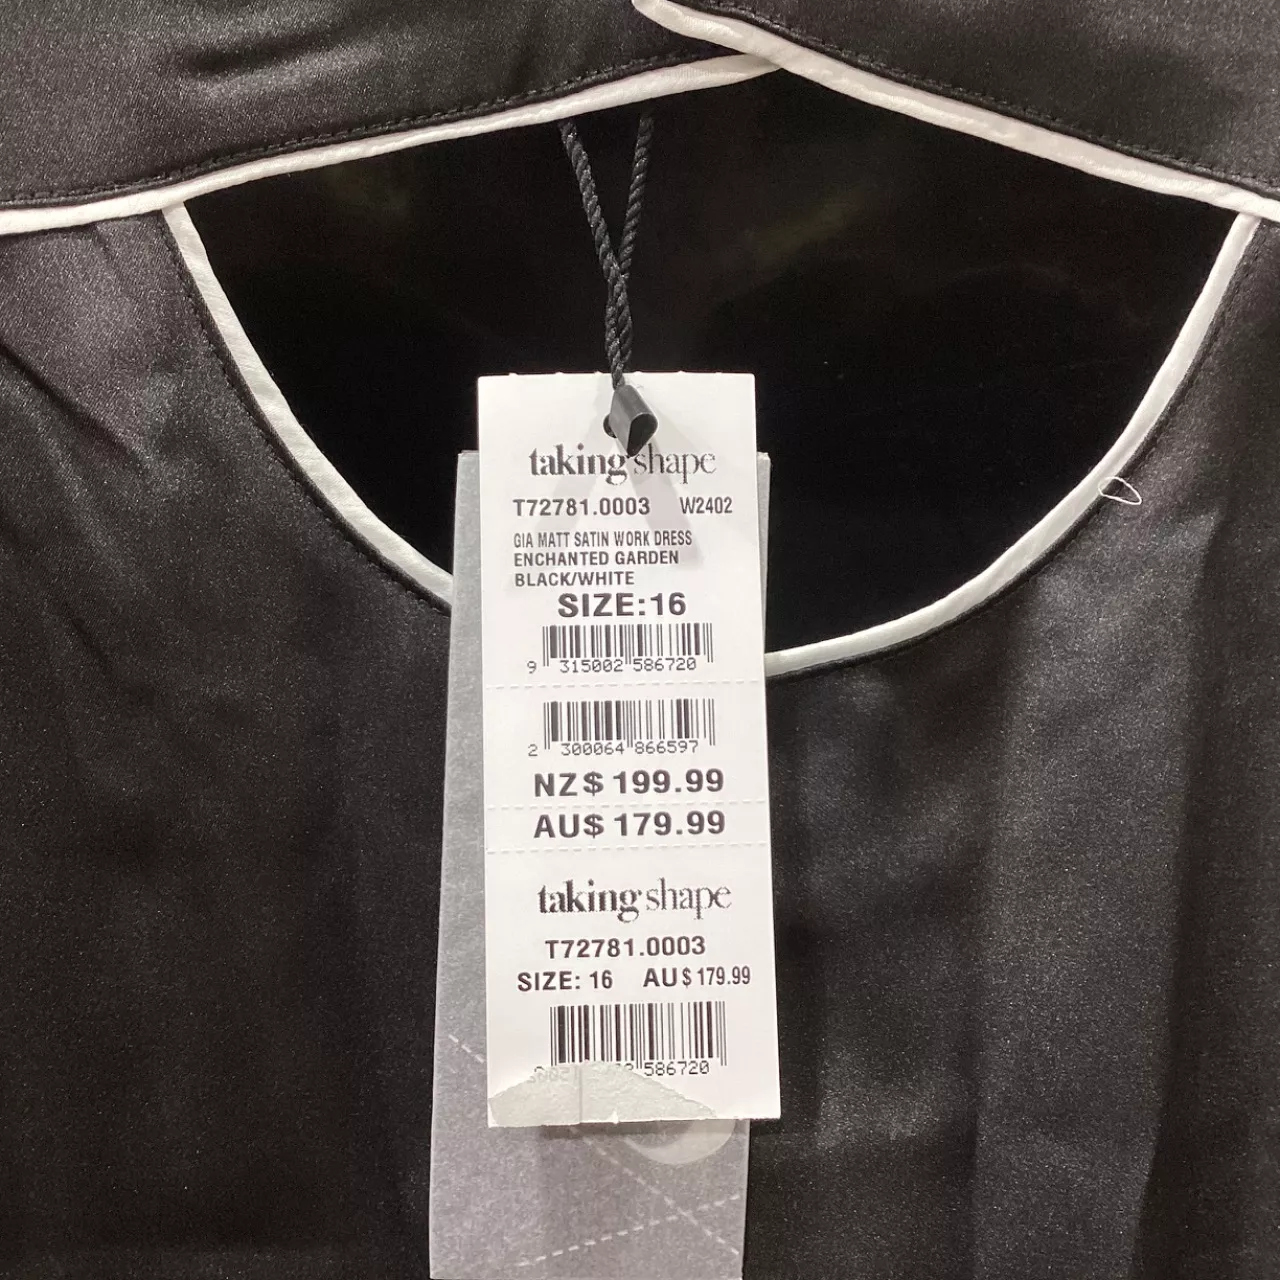 taking shape
T72781.0003 W2402
GIA MATT SATIN WORK DRESS
ENCHANTED GARDEN
BLACK/WHITE
SIZE:16
9 315002 586720
2 300064 866597
NZ$ 199.99
AU$ 179.99
taking shape
T72781.0003
SIZE: 16 AU$ 179.99
586720